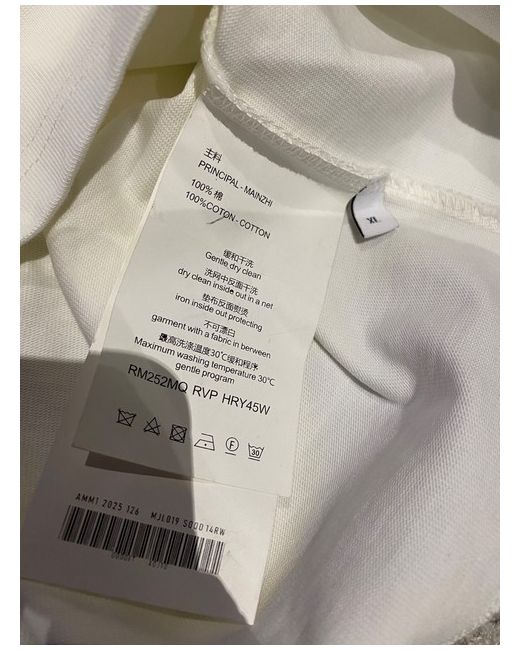 主料
PRINCIPAL - MAINZHI
100% 棉
100%COTON - COTTON
缓和干洗
Gentle dry clean
洗网中反面干洗
dry clean inside out in a net
垫布反面熨烫
iron inside out protecting
不可漂白
garment with a fabric in berween
最高洗涤温度30℃缓和程序
Maximum washing temperature 30℃
gentle program
RM252MQ RVP HRY45W
F
30
XL
AMM1 2025 126 MJL019 S000 14RW